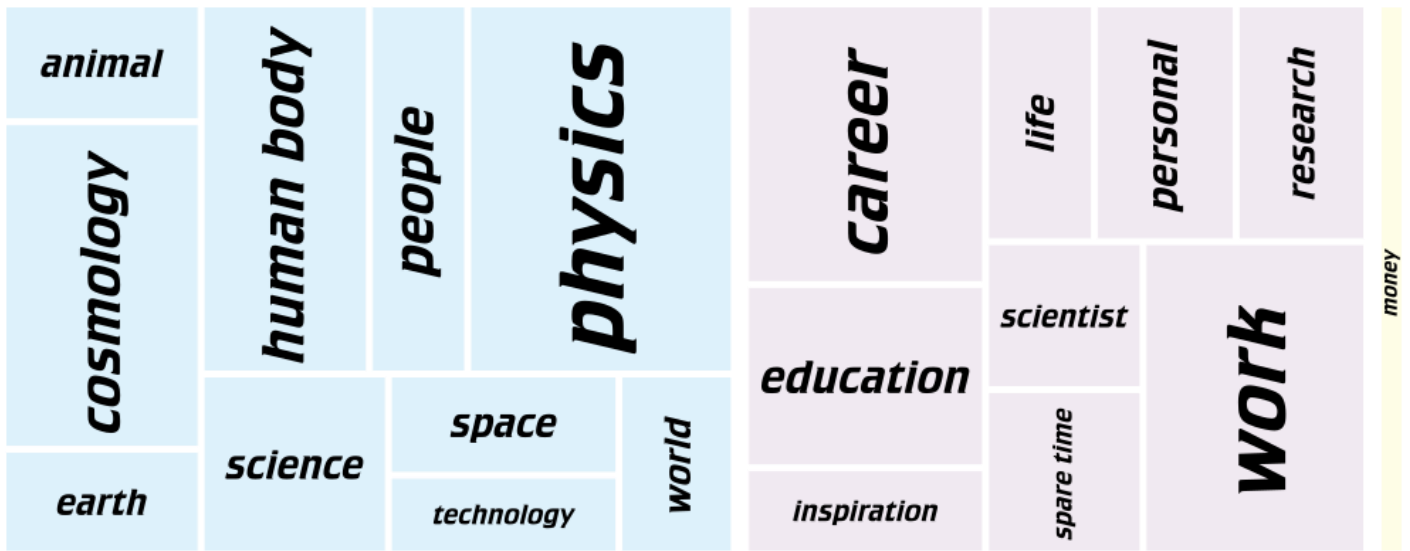 animal
cosmology
earth
human body
people
physics
science
space
technology
world
career
education
inspiration
life
personal
research
scientist
spare time
work
money